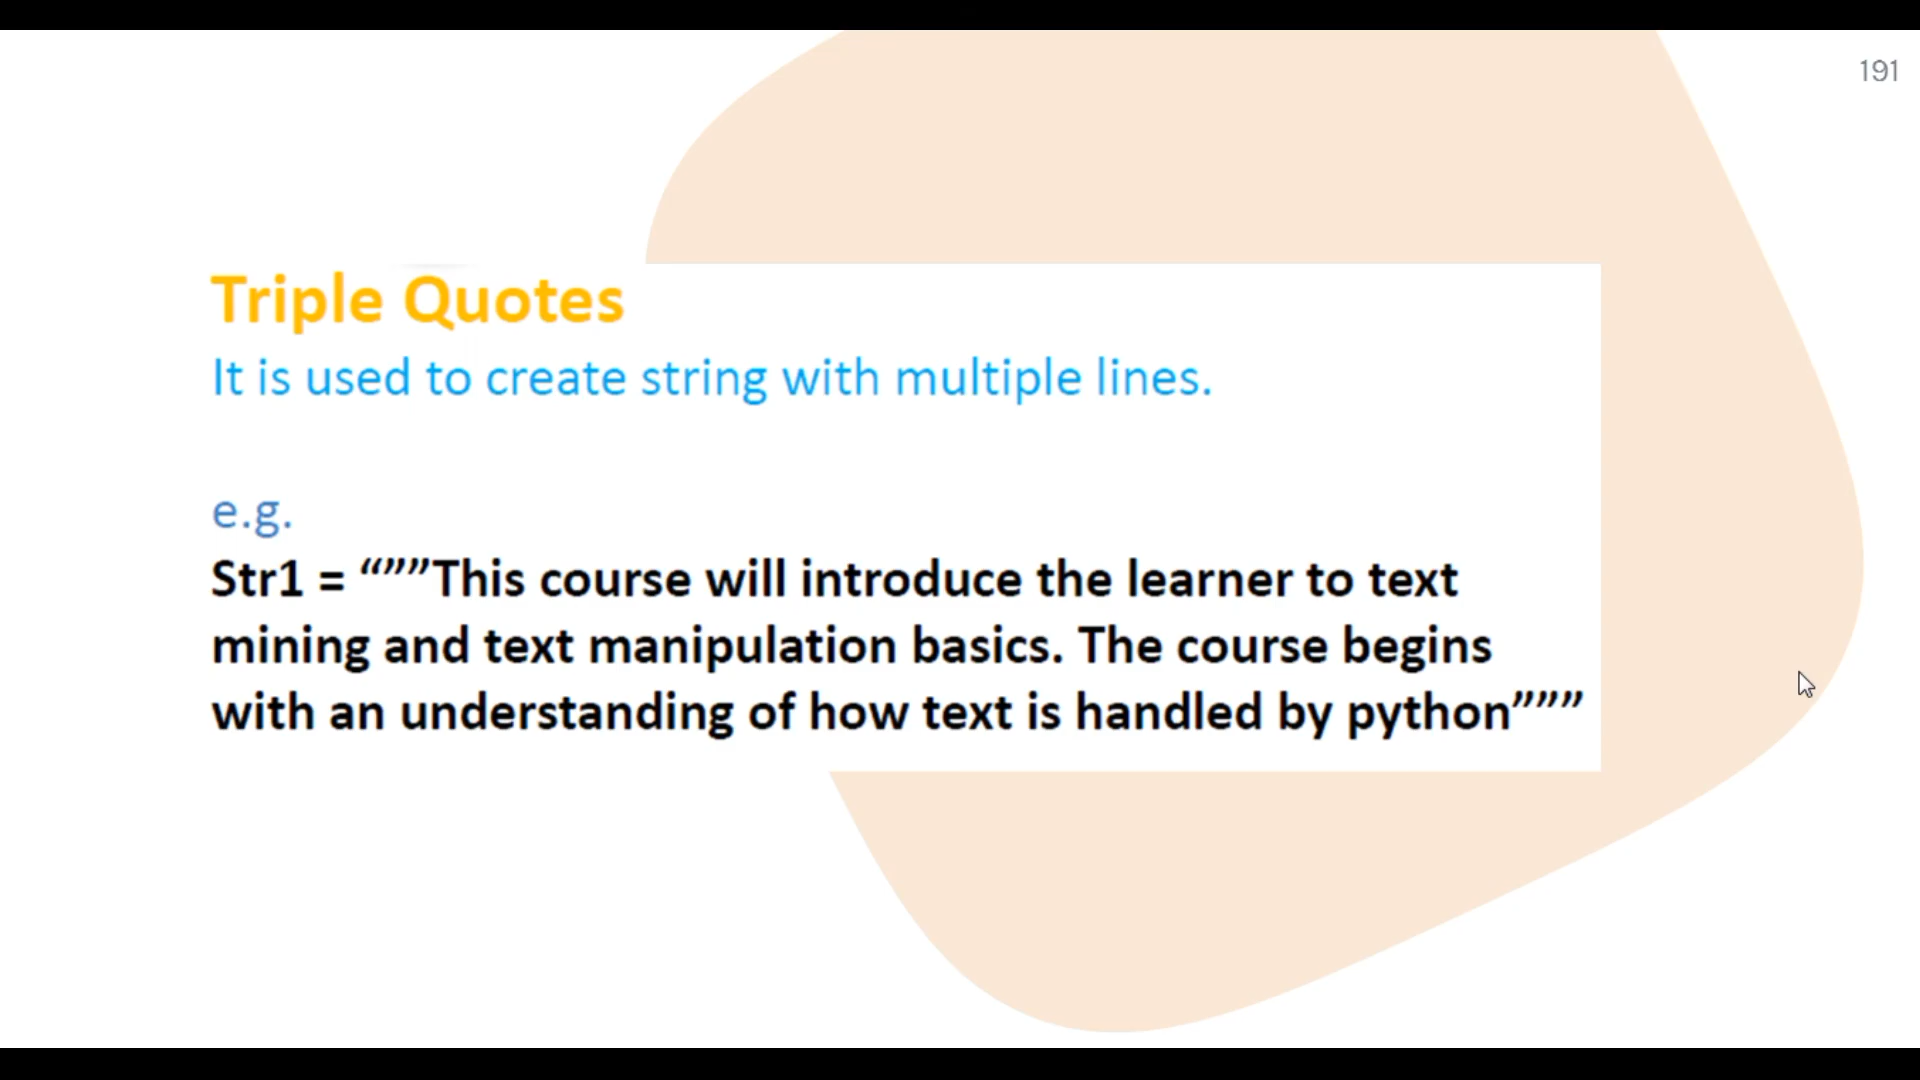 191
Triple Quotes
It is used to create string with multiple lines.
e.g.
Str1 = “””This course will introduce the learner to text
mining and text manipulation basics. The course begins
with an understanding of how text is handled by python”””